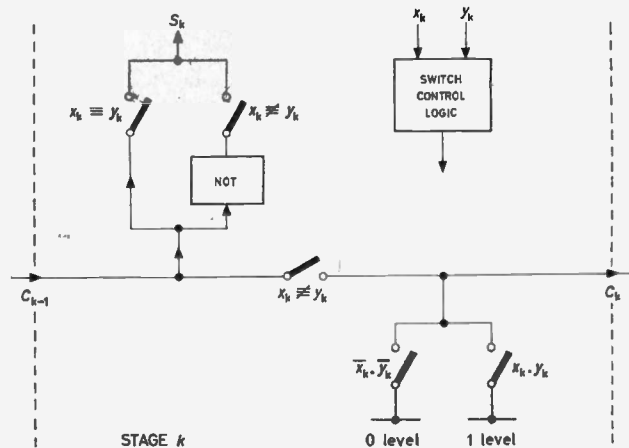 S_k
x_k y_k
x_k ≡ y_k x_k ≢ y_k
SWITCH
CONTROL
LOGIC
NOT
C_{k-1} x_k ≢ y_k C_k
x̄_k . ȳ_k x_k . y_k
STAGE k 0 level 1 level